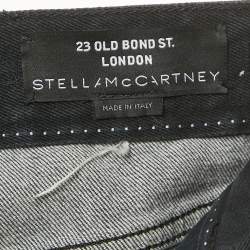 23 OLD BOND ST.
LONDON
STELLAMcCARTNEY
MADE IN ITALY